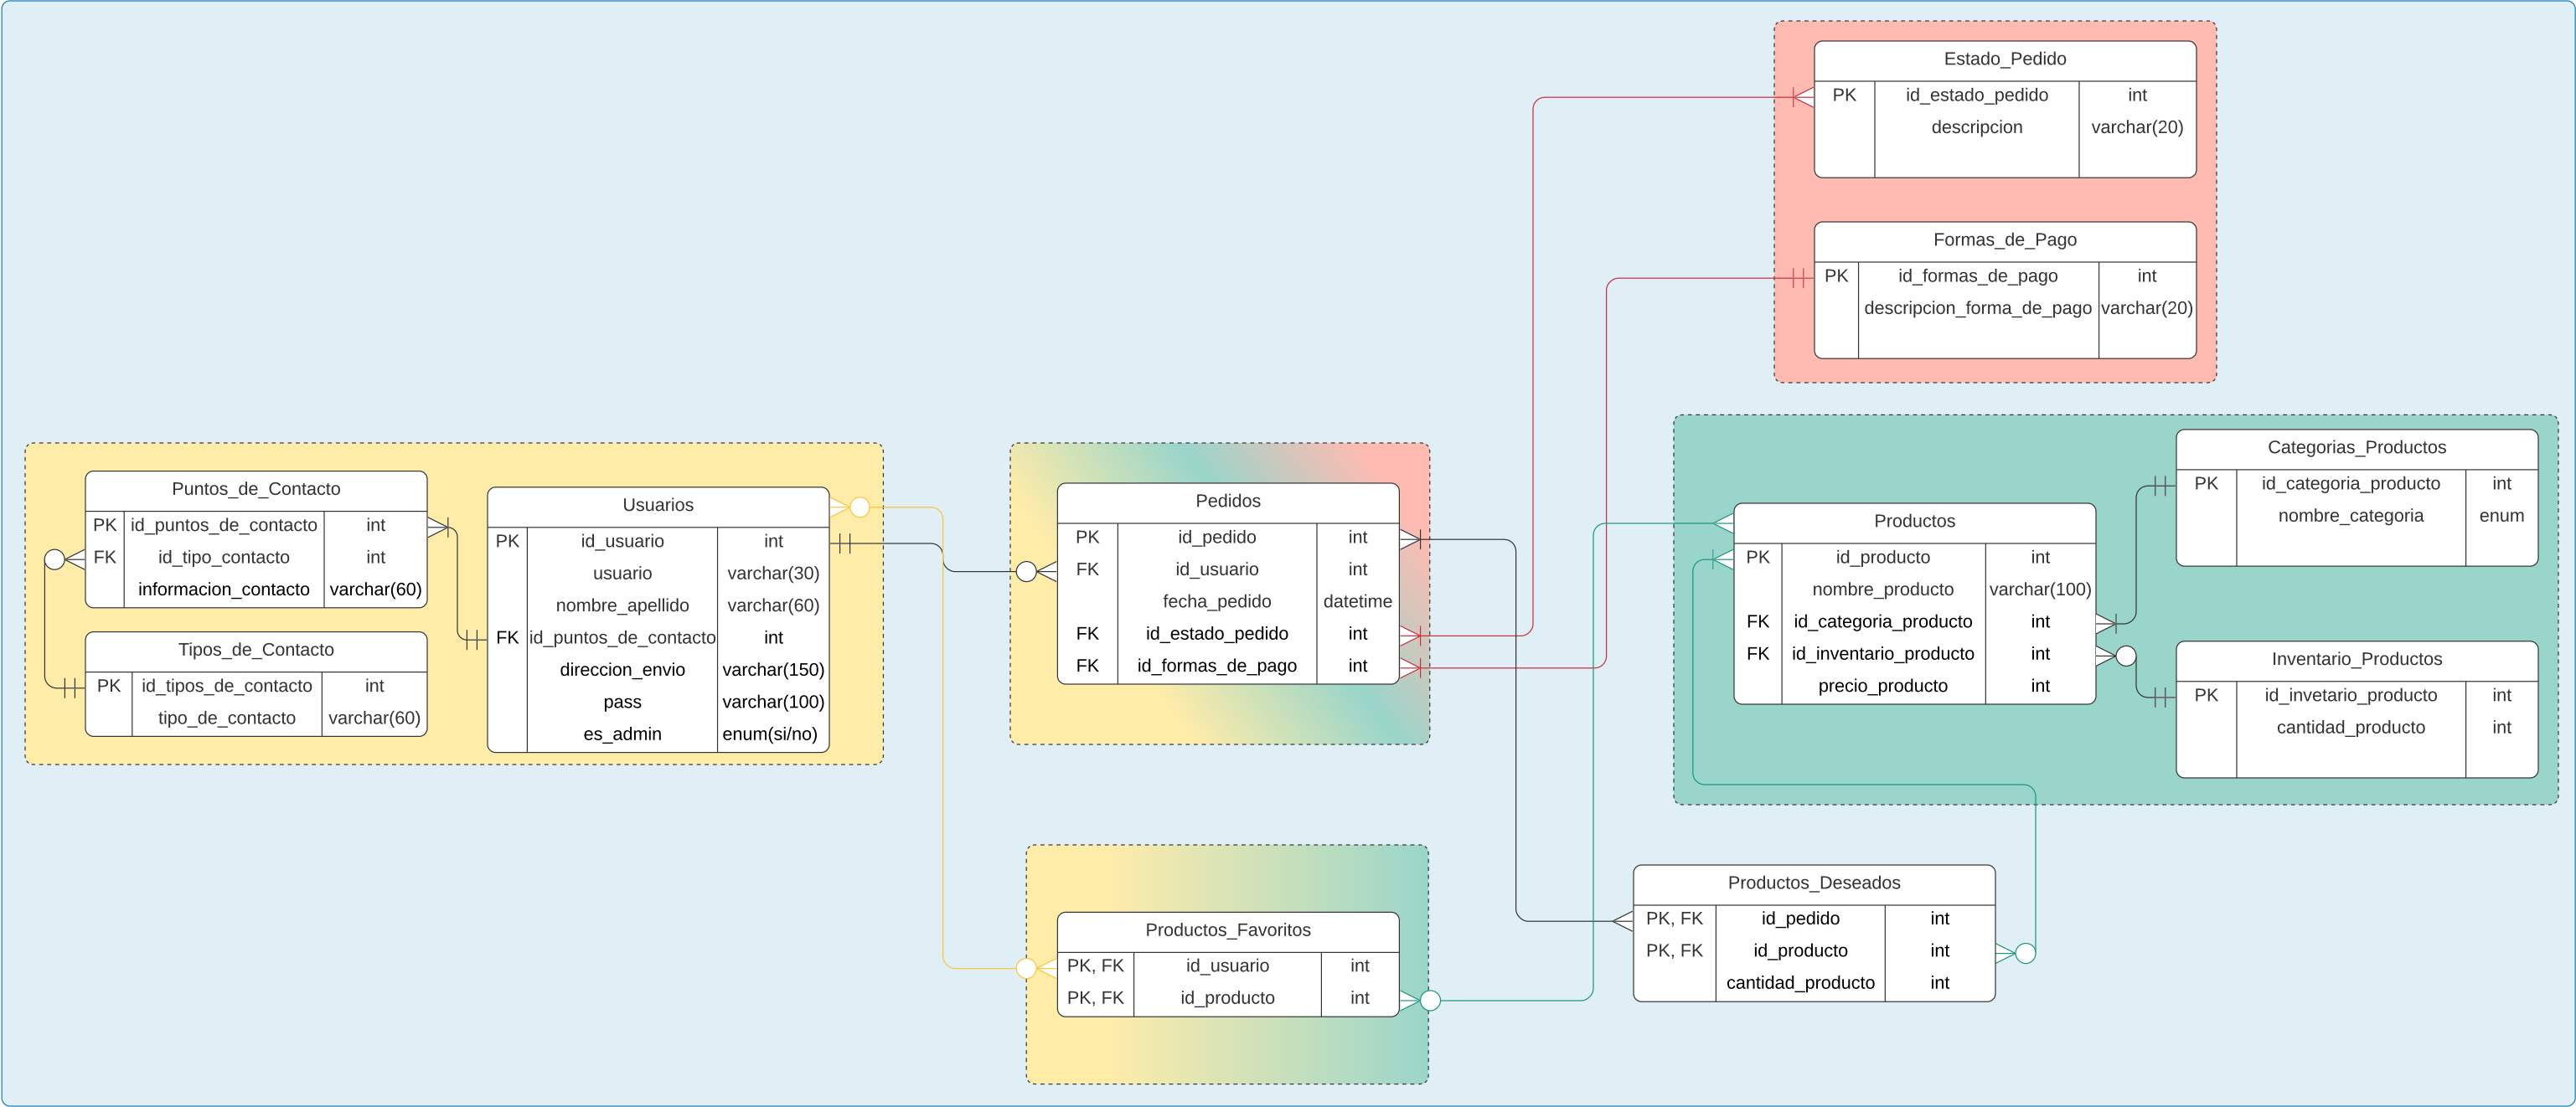 Estado_Pedido
PK id_estado_pedido int
descripcion varchar(20)
Formas_de_Pago
PK id_formas_de_pago int
descripcion_forma_de_pago varchar(20)
Puntos_de_Contacto
PK id_puntos_de_contacto int
FK id_tipo_contacto int
informacion_contacto varchar(60)
Tipos_de_Contacto
PK id_tipos_de_contacto int
tipo_de_contacto varchar(60)
Usuarios
PK id_usuario int
usuario varchar(30)
nombre_apellido varchar(60)
FK id_puntos_de_contacto int
direccion_envio varchar(150)
pass varchar(100)
es_admin enum(si/no)
Pedidos
PK id_pedido int
FK id_usuario int
fecha_pedido datetime
FK id_estado_pedido int
FK id_formas_de_pago int
Productos
PK id_producto int
nombre_producto varchar(100)
FK id_categoria_producto int
FK id_inventario_producto int
precio_producto int
Categorias_Productos
PK id_categoria_producto int
nombre_categoria enum
Inventario_Productos
PK id_invetario_producto int
cantidad_producto int
Productos_Favoritos
PK, FK id_usuario int
PK, FK id_producto int
Productos_Deseados
PK, FK id_pedido int
PK, FK id_producto int
cantidad_producto int